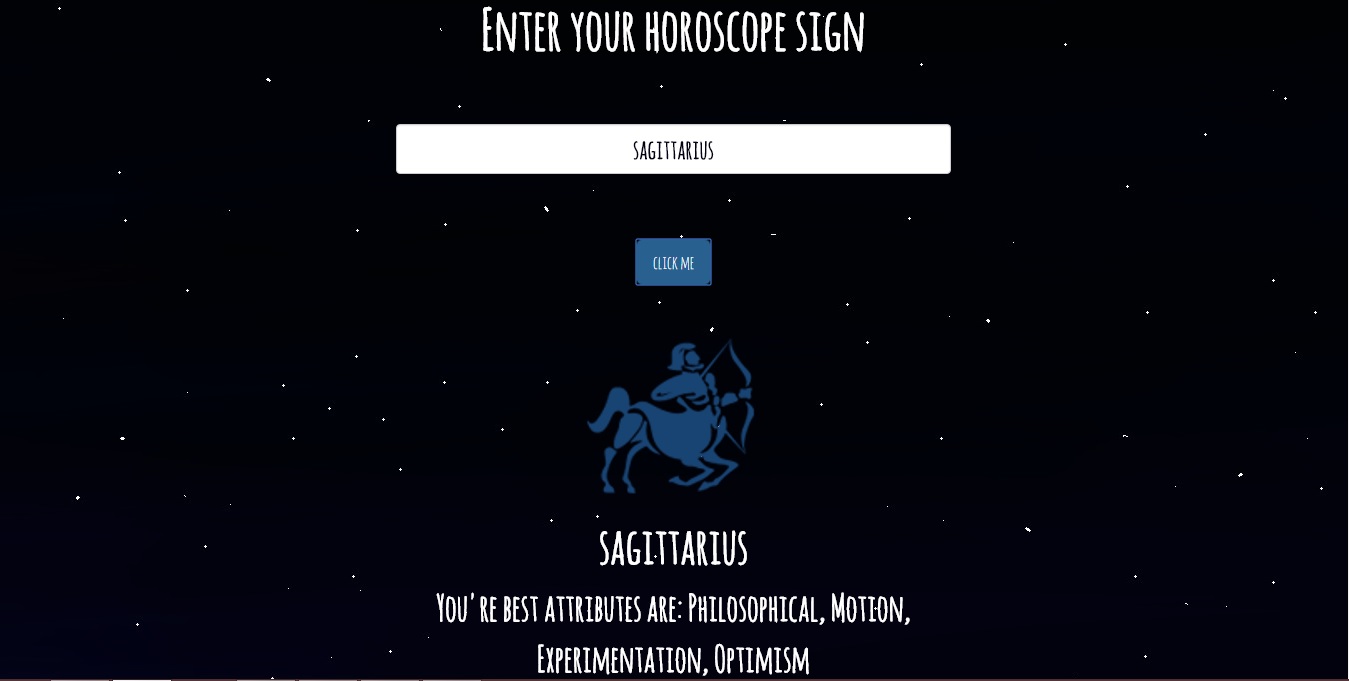 Enter your horoscope sign
SAGITTARIUS
CLICK ME
SAGITTARIUS
You're best attributes are: Philosophical, Motion,
Experimentation, Optimism